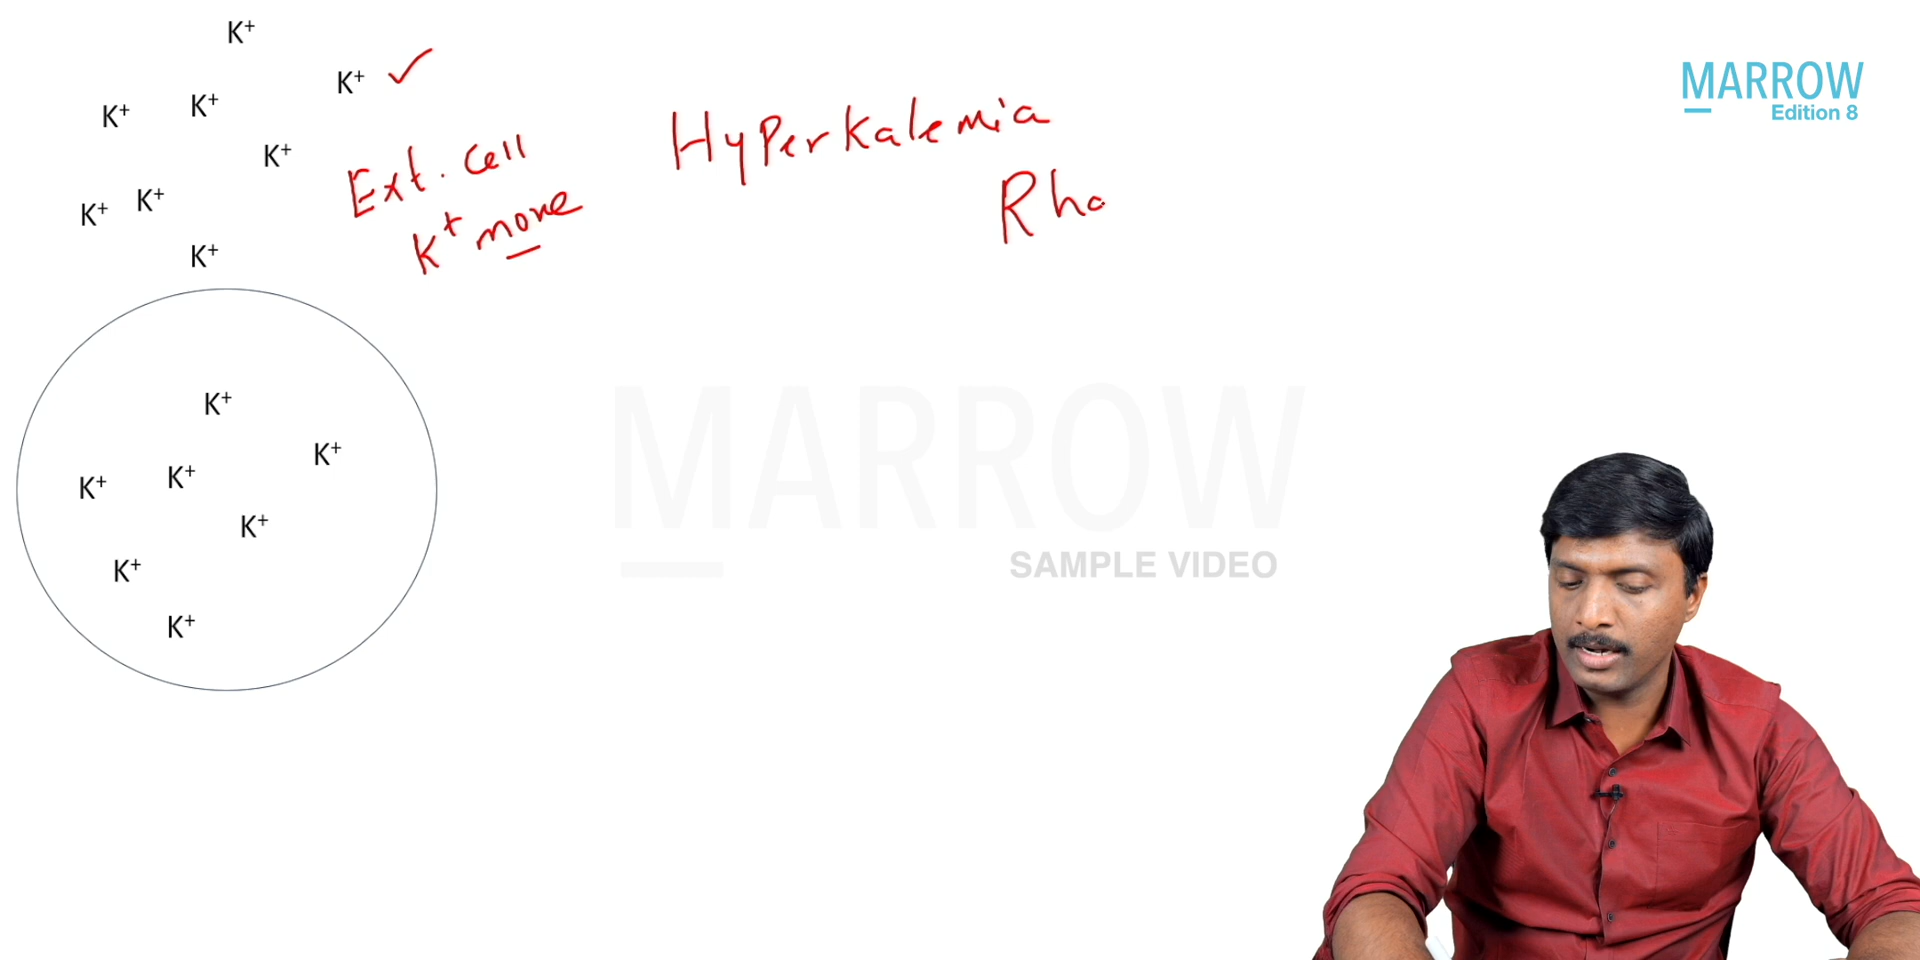 K⁺
K⁺ ✓
K⁺ K⁺
K⁺
K⁺ K⁺
K⁺
Ext. cell
K⁺ more
Hyperkalemia
Rho
MARROW
Edition 8
K⁺
K⁺
K⁺ K⁺
K⁺
K⁺
K⁺
MARROW
SAMPLE VIDEO